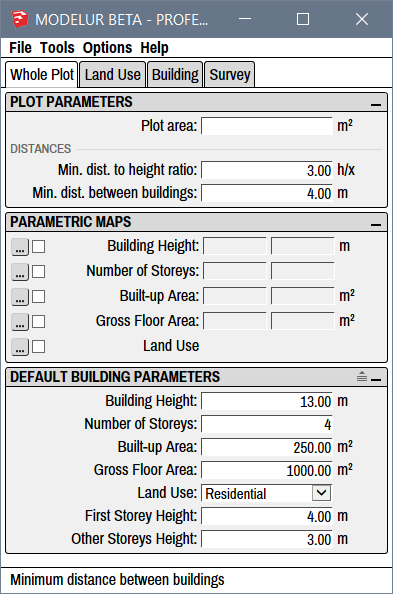 MODELUR BETA - PROFE...
File Tools Options Help
Whole Plot Land Use Building Survey
PLOT PARAMETERS
Plot area: m²
DISTANCES
Min. dist. to height ratio: 3.00 h/x
Min. dist. between buildings: 4.00 m
PARAMETRIC MAPS
... Building Height: m
... Number of Storeys:
... Built-up Area: m²
... Gross Floor Area: m²
... Land Use
DEFAULT BUILDING PARAMETERS
Building Height: 13.00 m
Number of Storeys: 4
Built-up Area: 250.00 m²
Gross Floor Area: 1000.00 m²
Land Use: Residential
First Storey Height: 4.00 m
Other Storeys Height: 3.00 m
Minimum distance between buildings